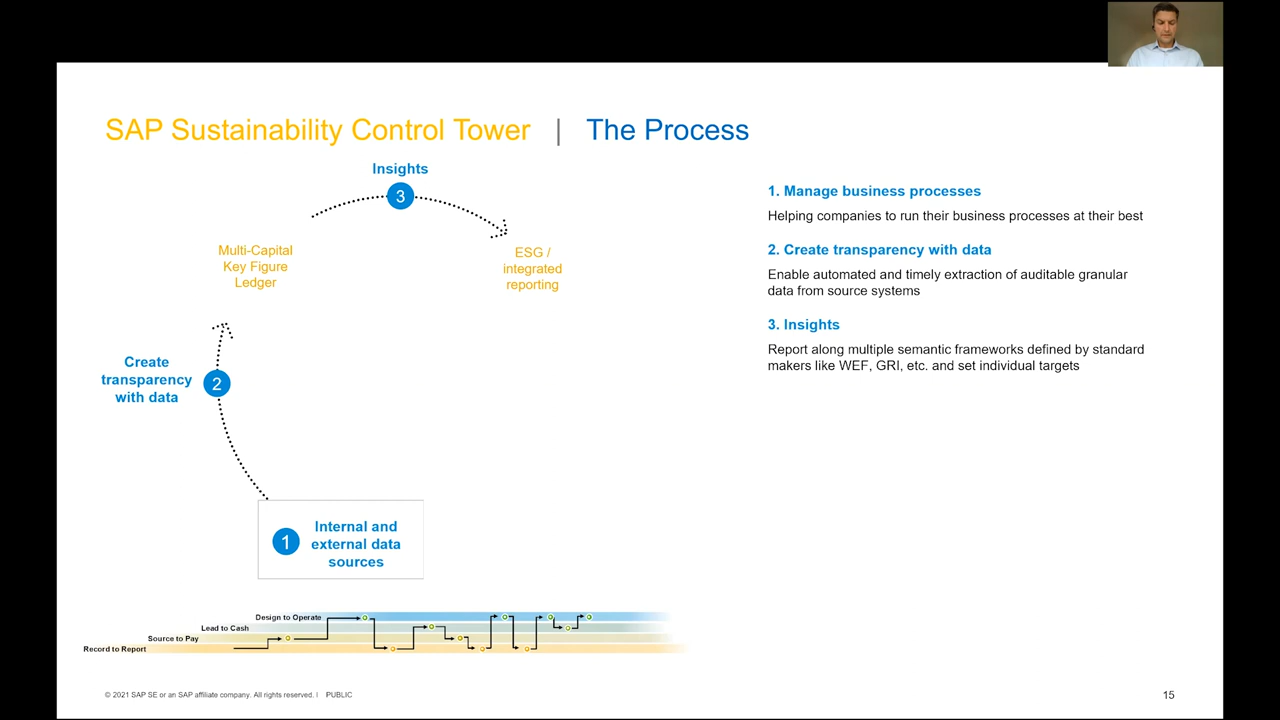 SAP Sustainability Control Tower | The Process
Insights
3
Multi-Capital
Key Figure
Ledger
ESG /
integrated
reporting
Create
transparency
with data
2
1
Internal and
external data
sources
1. Manage business processes
Helping companies to run their business processes at their best
2. Create transparency with data
Enable automated and timely extraction of auditable granular
data from source systems
3. Insights
Report along multiple semantic frameworks defined by standard
makers like WEF, GRI, etc. and set individual targets
Design to Operate
Lead to Cash
Source to Pay
Record to Report
© 2021 SAP SE or an SAP affiliate company. All rights reserved. | PUBLIC
15